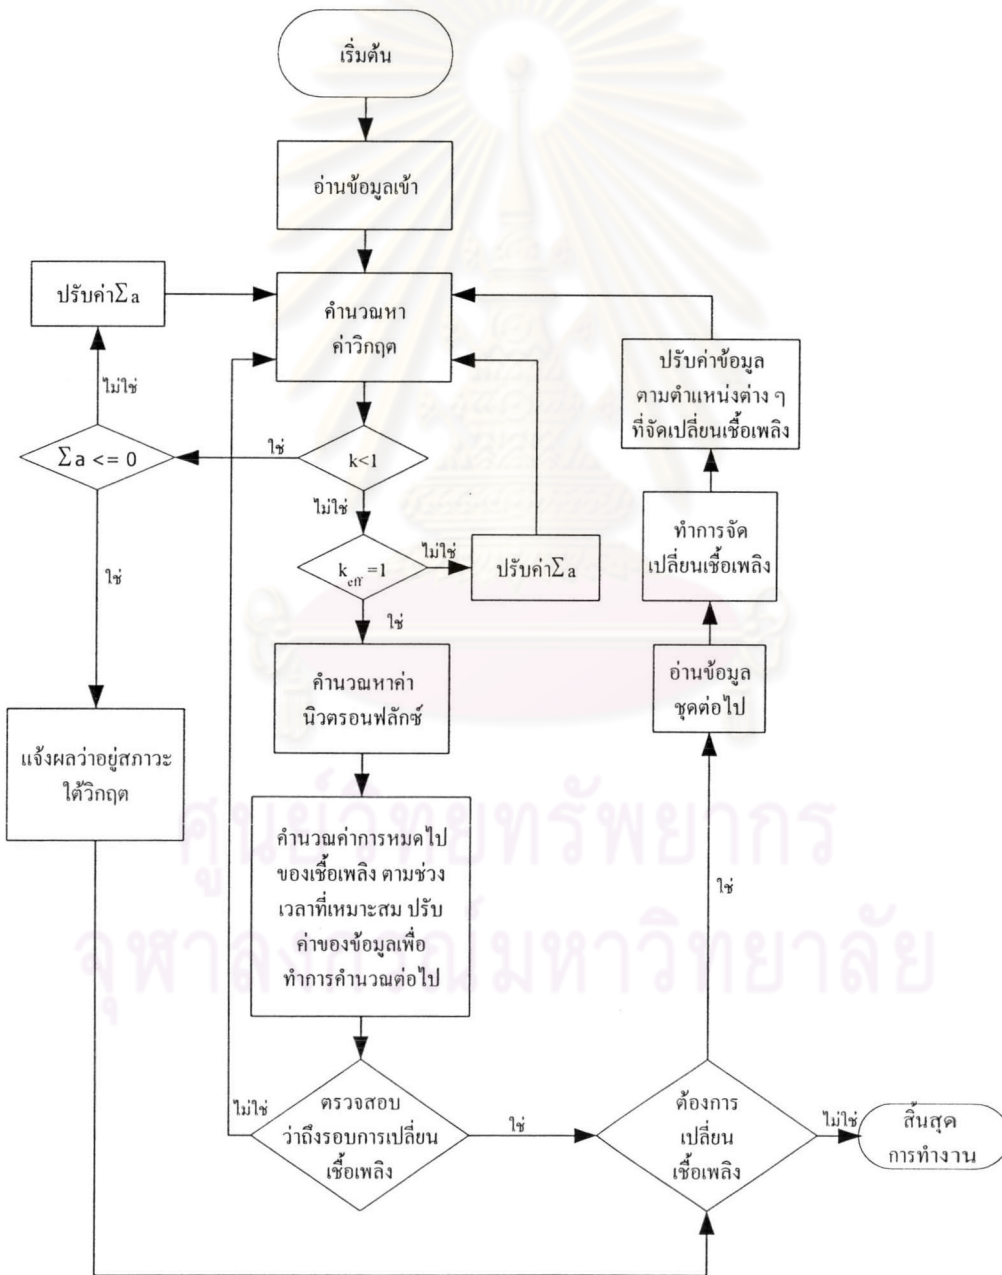 เริ่มต้น
อ่านข้อมูลเข้า
ปรับค่าΣa
คำนวณหา
ค่าวิกฤต
ปรับค่าข้อมูล
ตามตำแหน่งต่าง ๆ
ที่จัดเปลี่ยนเชื้อเพลิง
ไม่ใช่
Σa <= 0
ใช่
k<1
ไม่ใช่
ทำการจัด
เปลี่ยนเชื้อเพลิง
k_eff =1
ไม่ใช่
ปรับค่าΣa
ใช่
ใช่
คำนวณหาค่า
นิวตรอนฟลักซ์
อ่านข้อมูล
ชุดต่อไป
แจ้งผลว่าอยู่สภาวะ
ใต้วิกฤต
คำนวณค่าการหมดไป
ของเชื้อเพลิง ตามช่วง
เวลาที่เหมาะสม ปรับ
ค่าของข้อมูลเพื่อ
ทำการคำนวณต่อไป
ใช่
ศูนย์วิทยทรัพยากร
จุฬาลงกรณ์มหาวิทยาลัย
ไม่ใช่
ตรวจสอบ
ว่าถึงรอบการเปลี่ยน
เชื้อเพลิง
ใช่
ต้องการ
เปลี่ยน
เชื้อเพลิง
ไม่ใช่
สิ้นสุด
การทำงาน